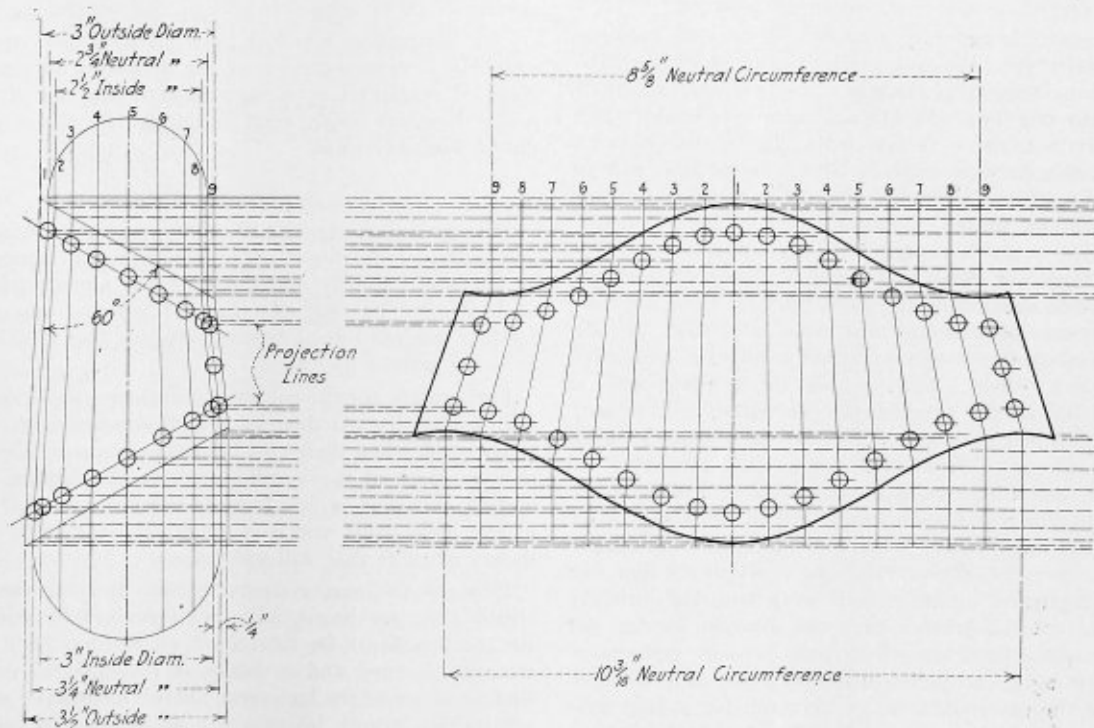 3" Outside Diam.
2 3/4" Neutral "
2 1/2" Inside "
1 2 3 4 5 6 7 8 9
60°
Projection
Lines
1/4"
3" Inside Diam.
3 1/4" Neutral "
3 1/2" Outside "
8 5/8" Neutral Circumference
9 8 7 6 5 4 3 2 1 2 3 4 5 6 7 8 9
10 3/16" Neutral Circumference